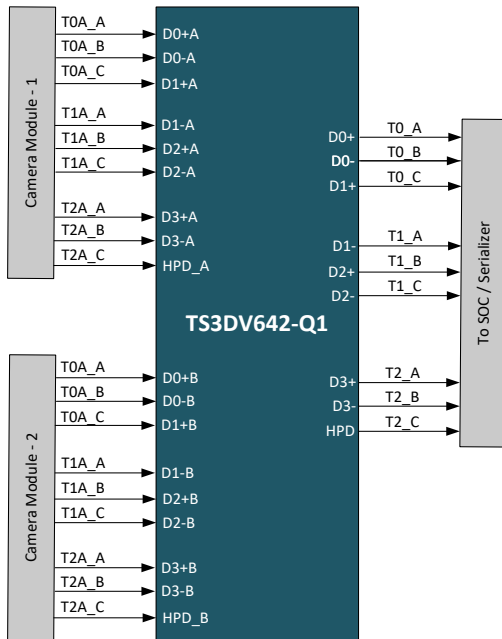 Camera Module - 1
T0A_A D0+A
T0A_B D0-A
T0A_C D1+A
T1A_A D1-A
T1A_B D2+A
T1A_C D2-A
T2A_A D3+A
T2A_B D3-A
T2A_C HPD_A
TS3DV642-Q1
Camera Module - 2
T0A_A D0+B
T0A_B D0-B
T0A_C D1+B
T1A_A D1-B
T1A_B D2+B
T1A_C D2-B
T2A_A D3+B
T2A_B D3-B
T2A_C HPD_B
D0+ T0_A
D0- T0_B
D1+ T0_C
D1- T1_A
D2+ T1_B
D2- T1_C
D3+ T2_A
D3- T2_B
HPD T2_C
To SOC / Serializer